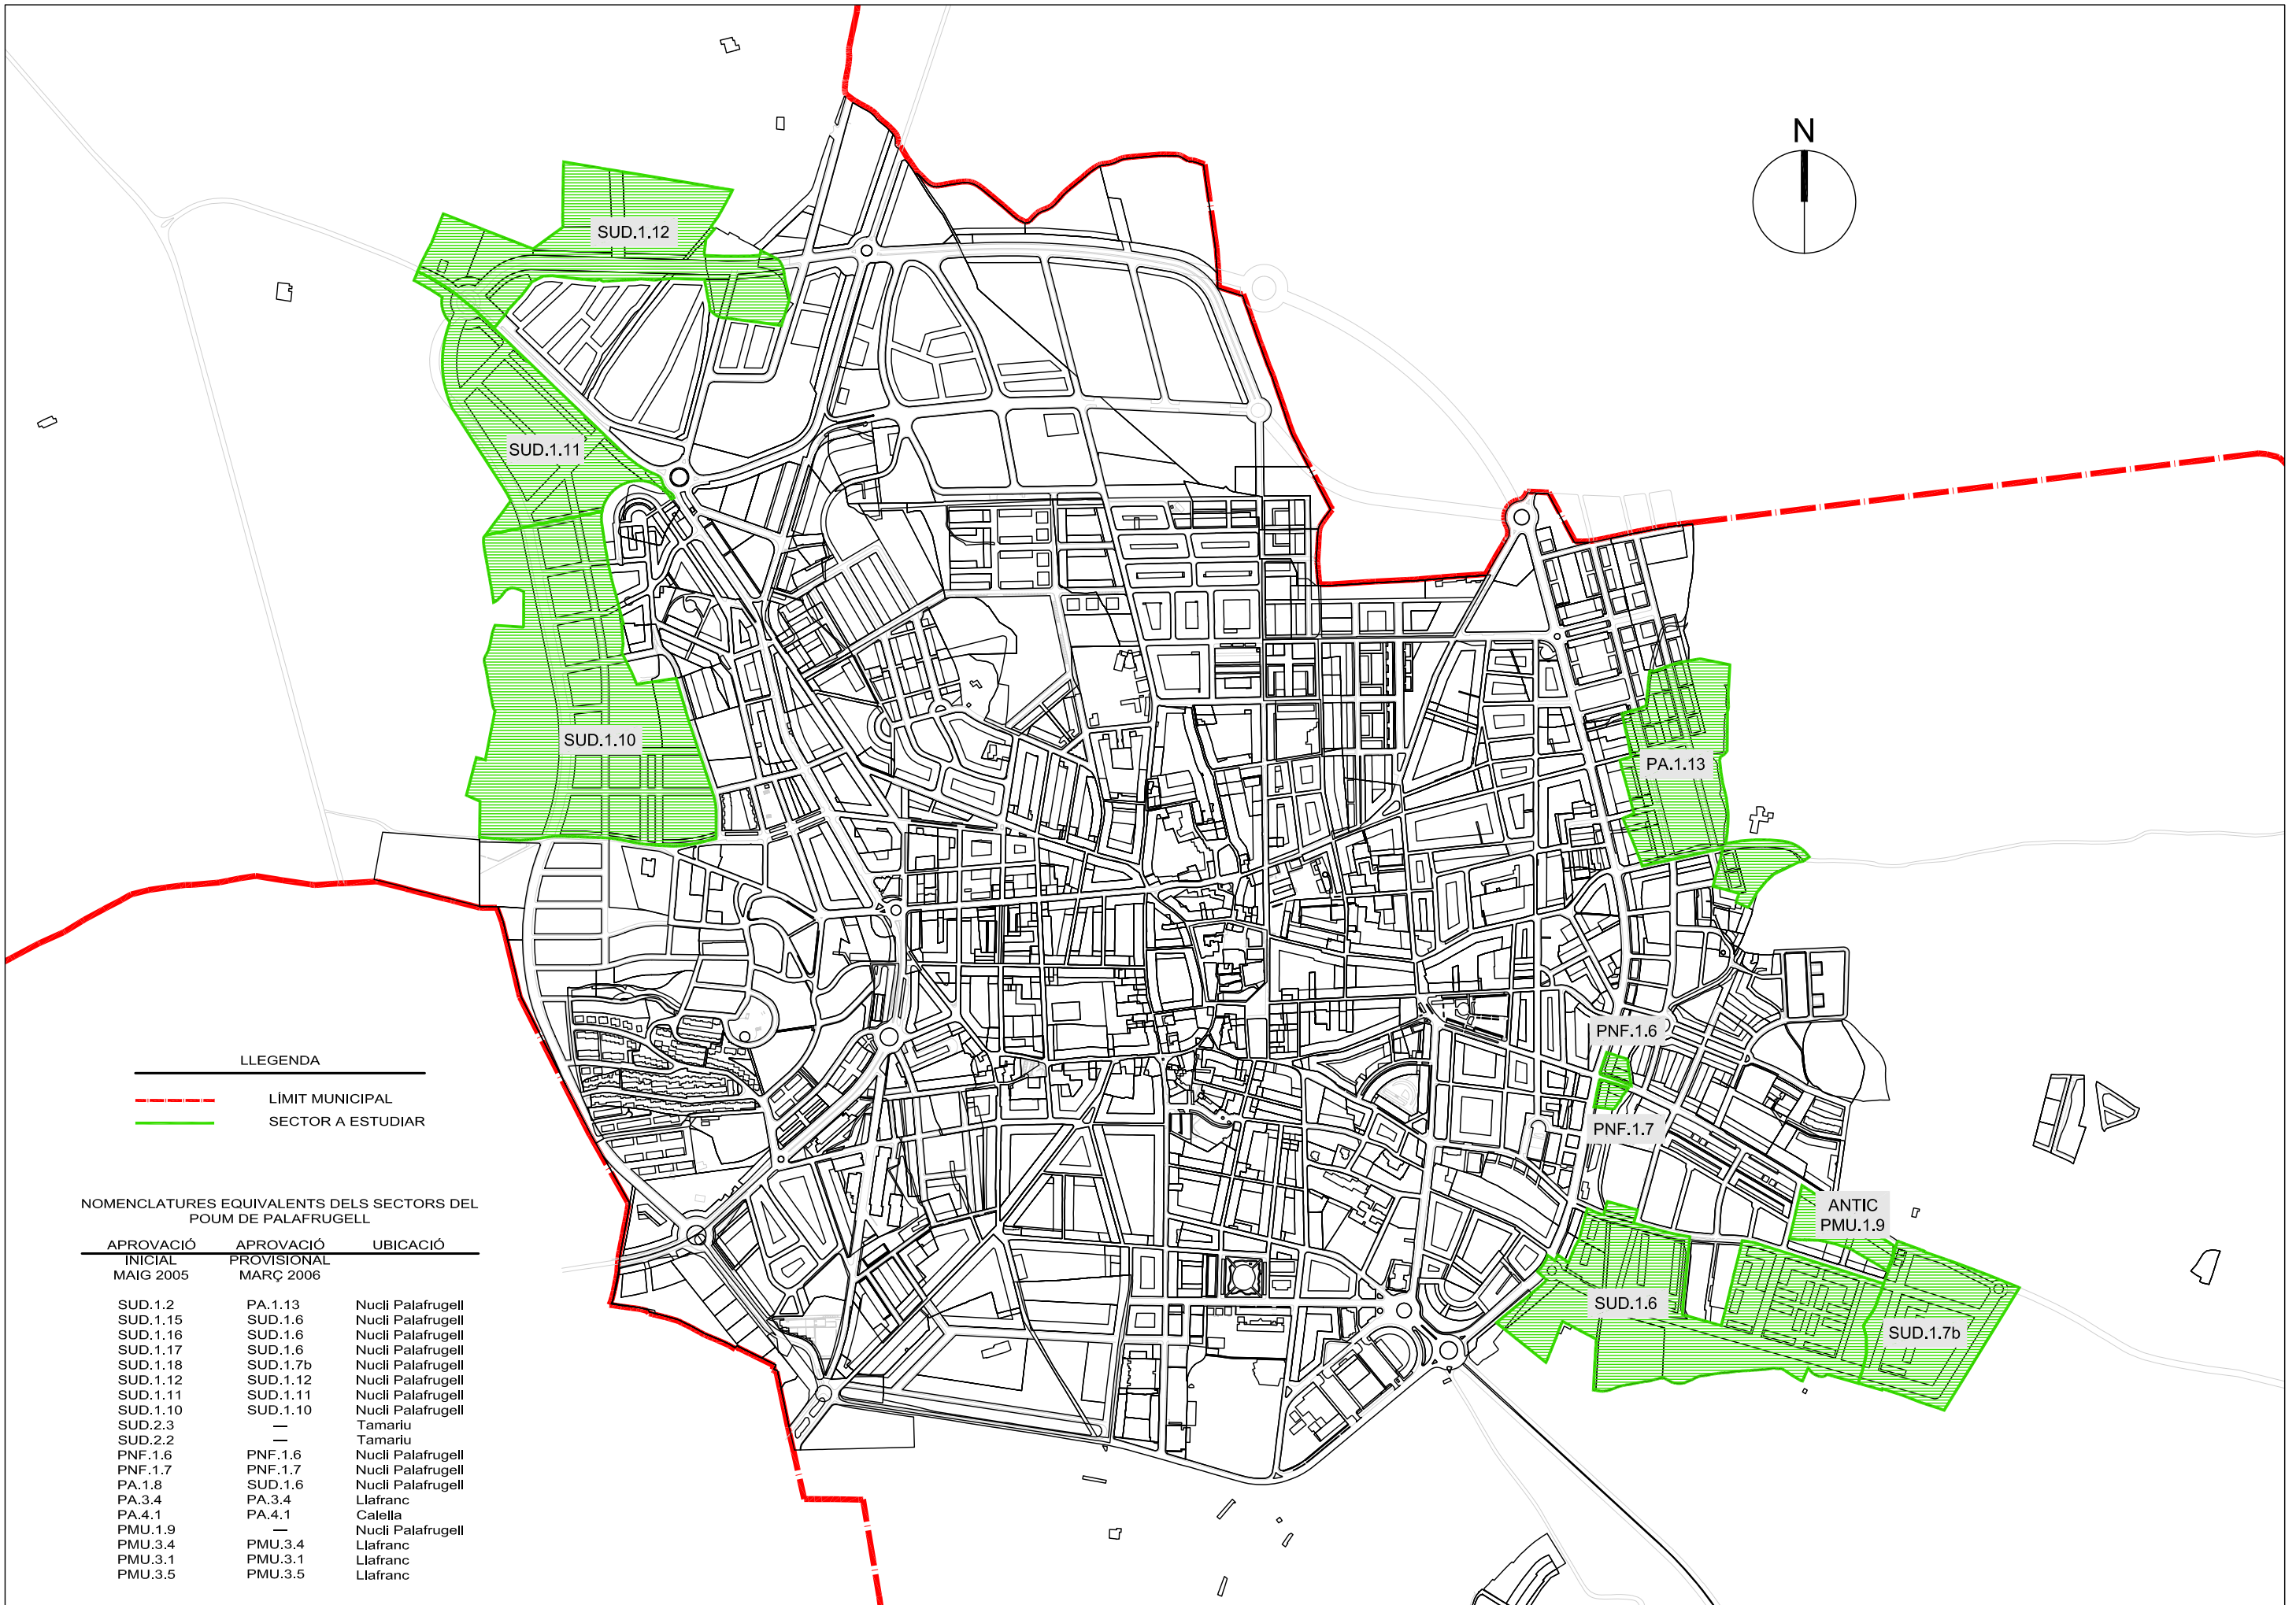 N
SUD.1.12
SUD.1.11
SUD.1.10
PA.1.13
PNF.1.6
PNF.1.7
ANTIC
PMU.1.9
SUD.1.6
SUD.1.7b
LLEGENDA
LÍMIT MUNICIPAL
SECTOR A ESTUDIAR
NOMENCLATURES EQUIVALENTS DELS SECTORS DEL
POUM DE PALAFRUGELL
APROVACIÓ APROVACIÓ UBICACIÓ
INICIAL PROVISIONAL
MAIG 2005 MARÇ 2006
SUD.1.2 PA.1.13 Nucli Palafrugell
SUD.1.15 SUD.1.6 Nucli Palafrugell
SUD.1.16 SUD.1.6 Nucli Palafrugell
SUD.1.17 SUD.1.6 Nucli Palafrugell
SUD.1.18 SUD.1.7b Nucli Palafrugell
SUD.1.12 SUD.1.12 Nucli Palafrugell
SUD.1.11 SUD.1.11 Nucli Palafrugell
SUD.1.10 SUD.1.10 Nucli Palafrugell
SUD.2.3 — Tamariu
SUD.2.2 — Tamariu
PNF.1.6 PNF.1.6 Nucli Palafrugell
PNF.1.7 PNF.1.7 Nucli Palafrugell
PA.1.8 SUD.1.6 Nucli Palafrugell
PA.3.4 PA.3.4 Llafranc
PA.4.1 PA.4.1 Calella
PMU.1.9 — Nucli Palafrugell
PMU.3.4 PMU.3.4 Llafranc
PMU.3.1 PMU.3.1 Llafranc
PMU.3.5 PMU.3.5 Llafranc